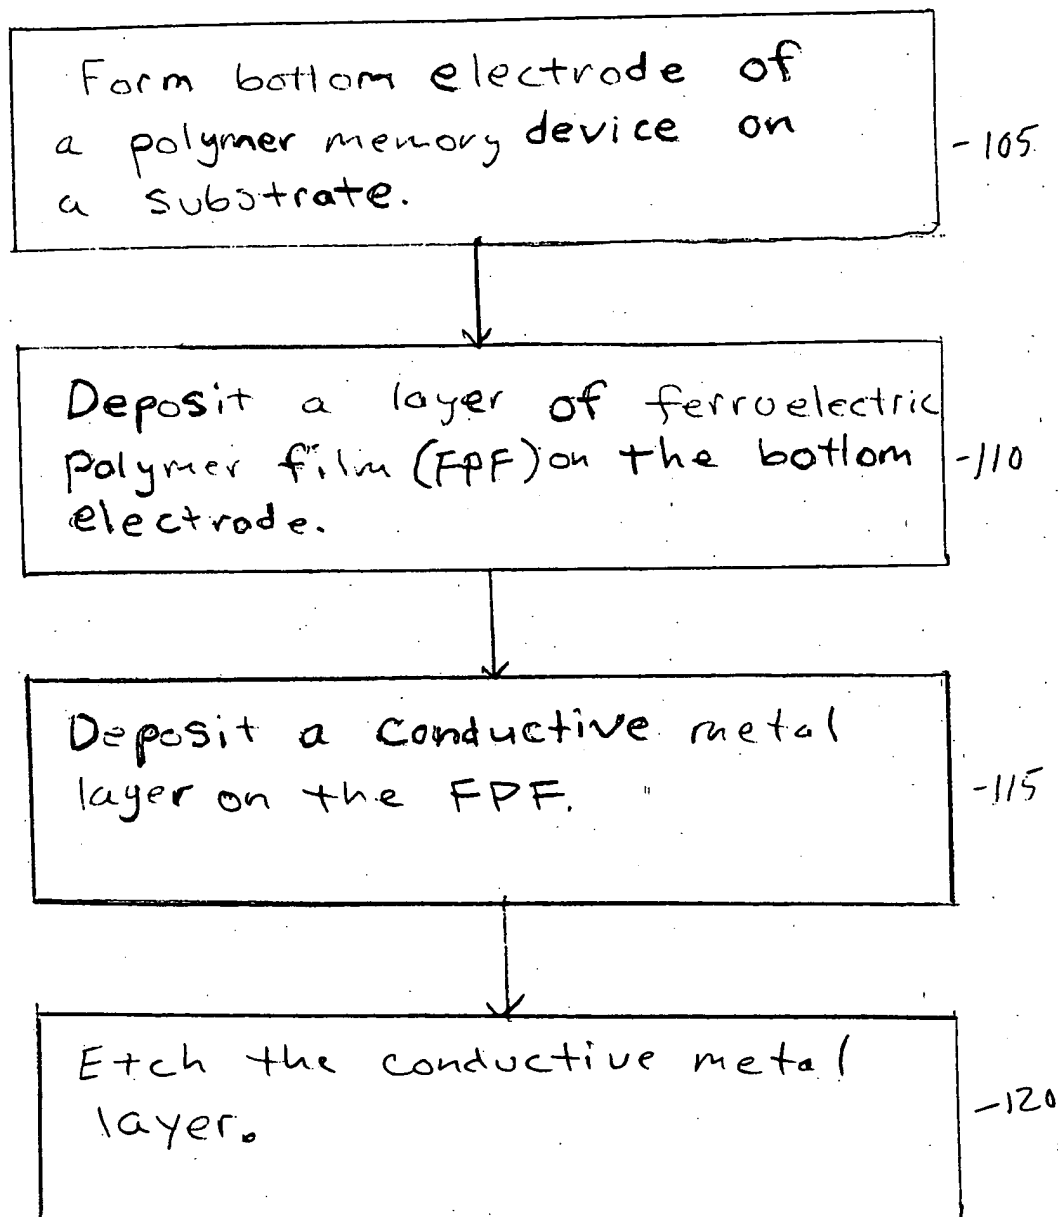 Form bottom electrode of
a polymer memory device on
a substrate.
-105
Deposit a layer of ferroelectric
polymer film (FPF) on the bottom
electrode.
-110
Deposit a conductive metal
layer on the FPF.
-115
Etch the conductive metal
layer.
-120